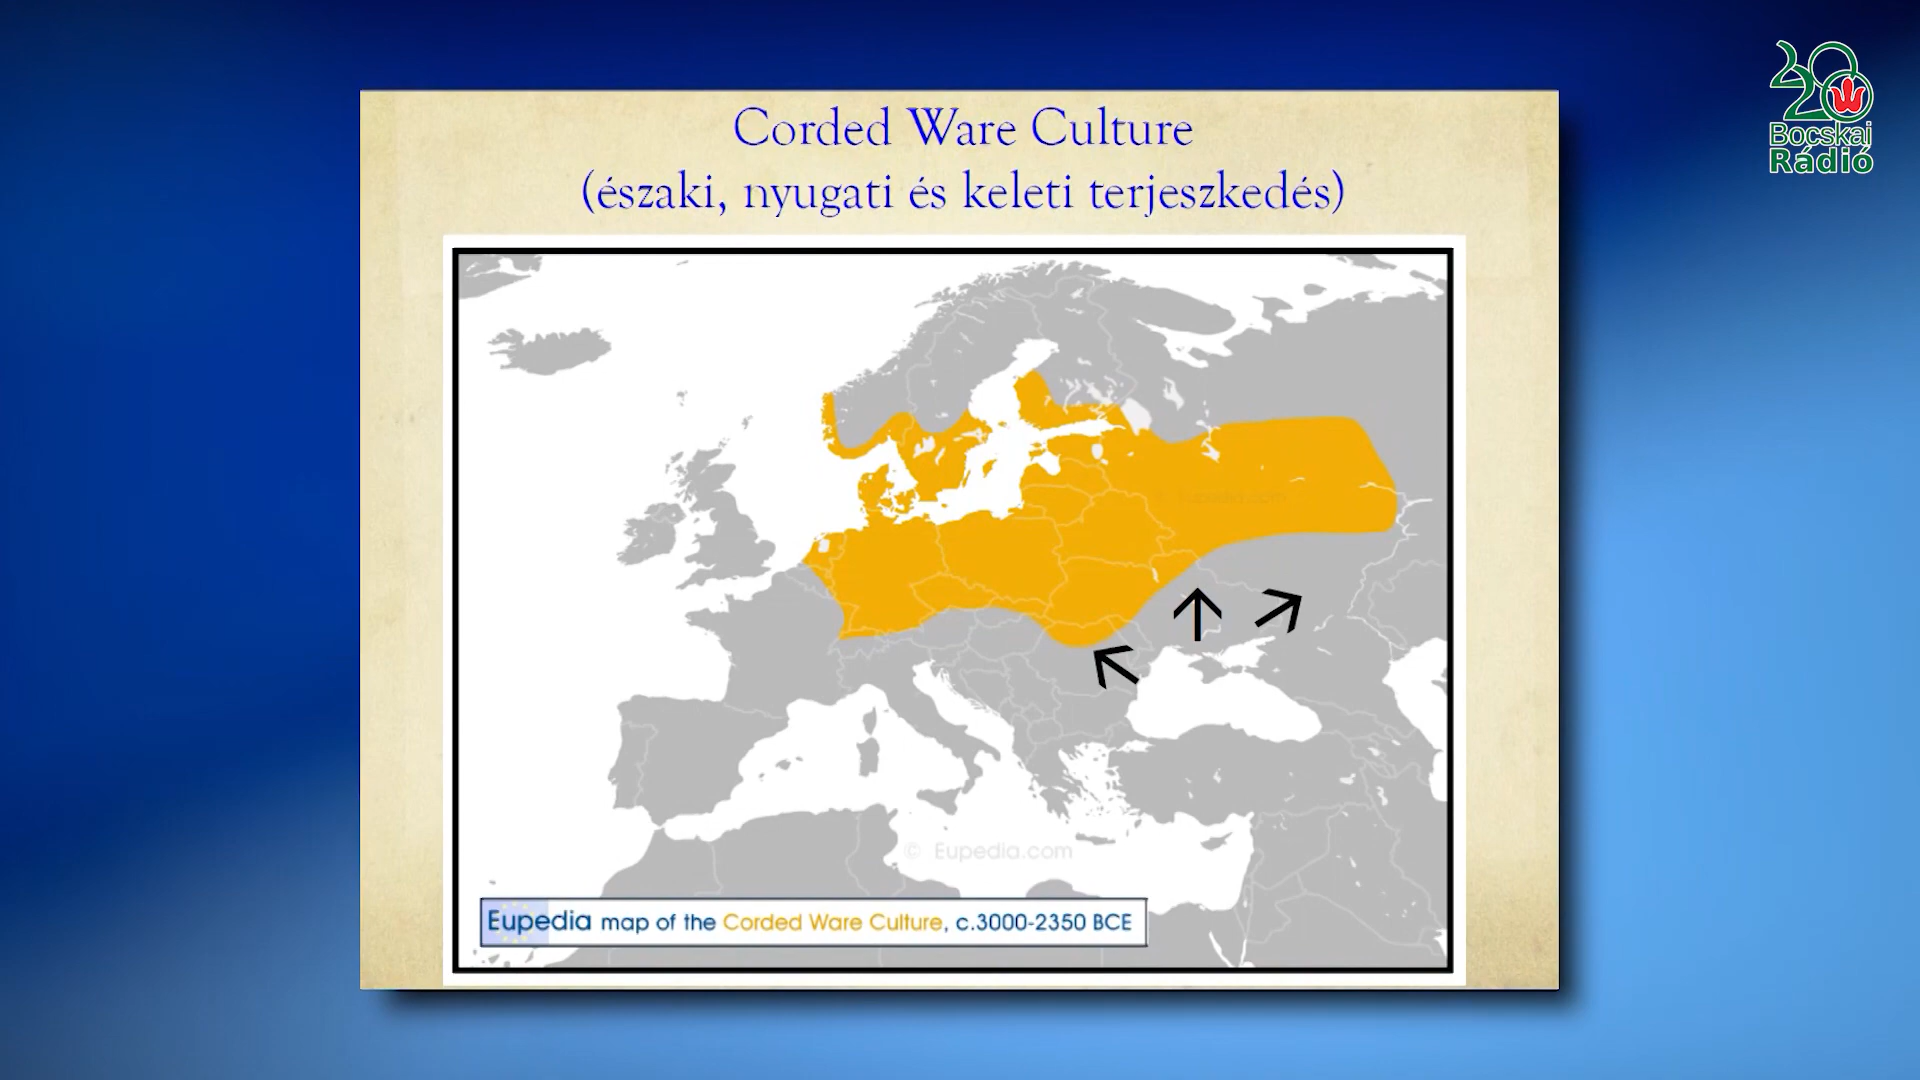 Corded Ware Culture
(északi, nyugati és keleti terjeszkedés)
20
Bocskai
Rádió
© Eupedia.com
Eupedia map of the Corded Ware Culture, c.3000-2350 BCE